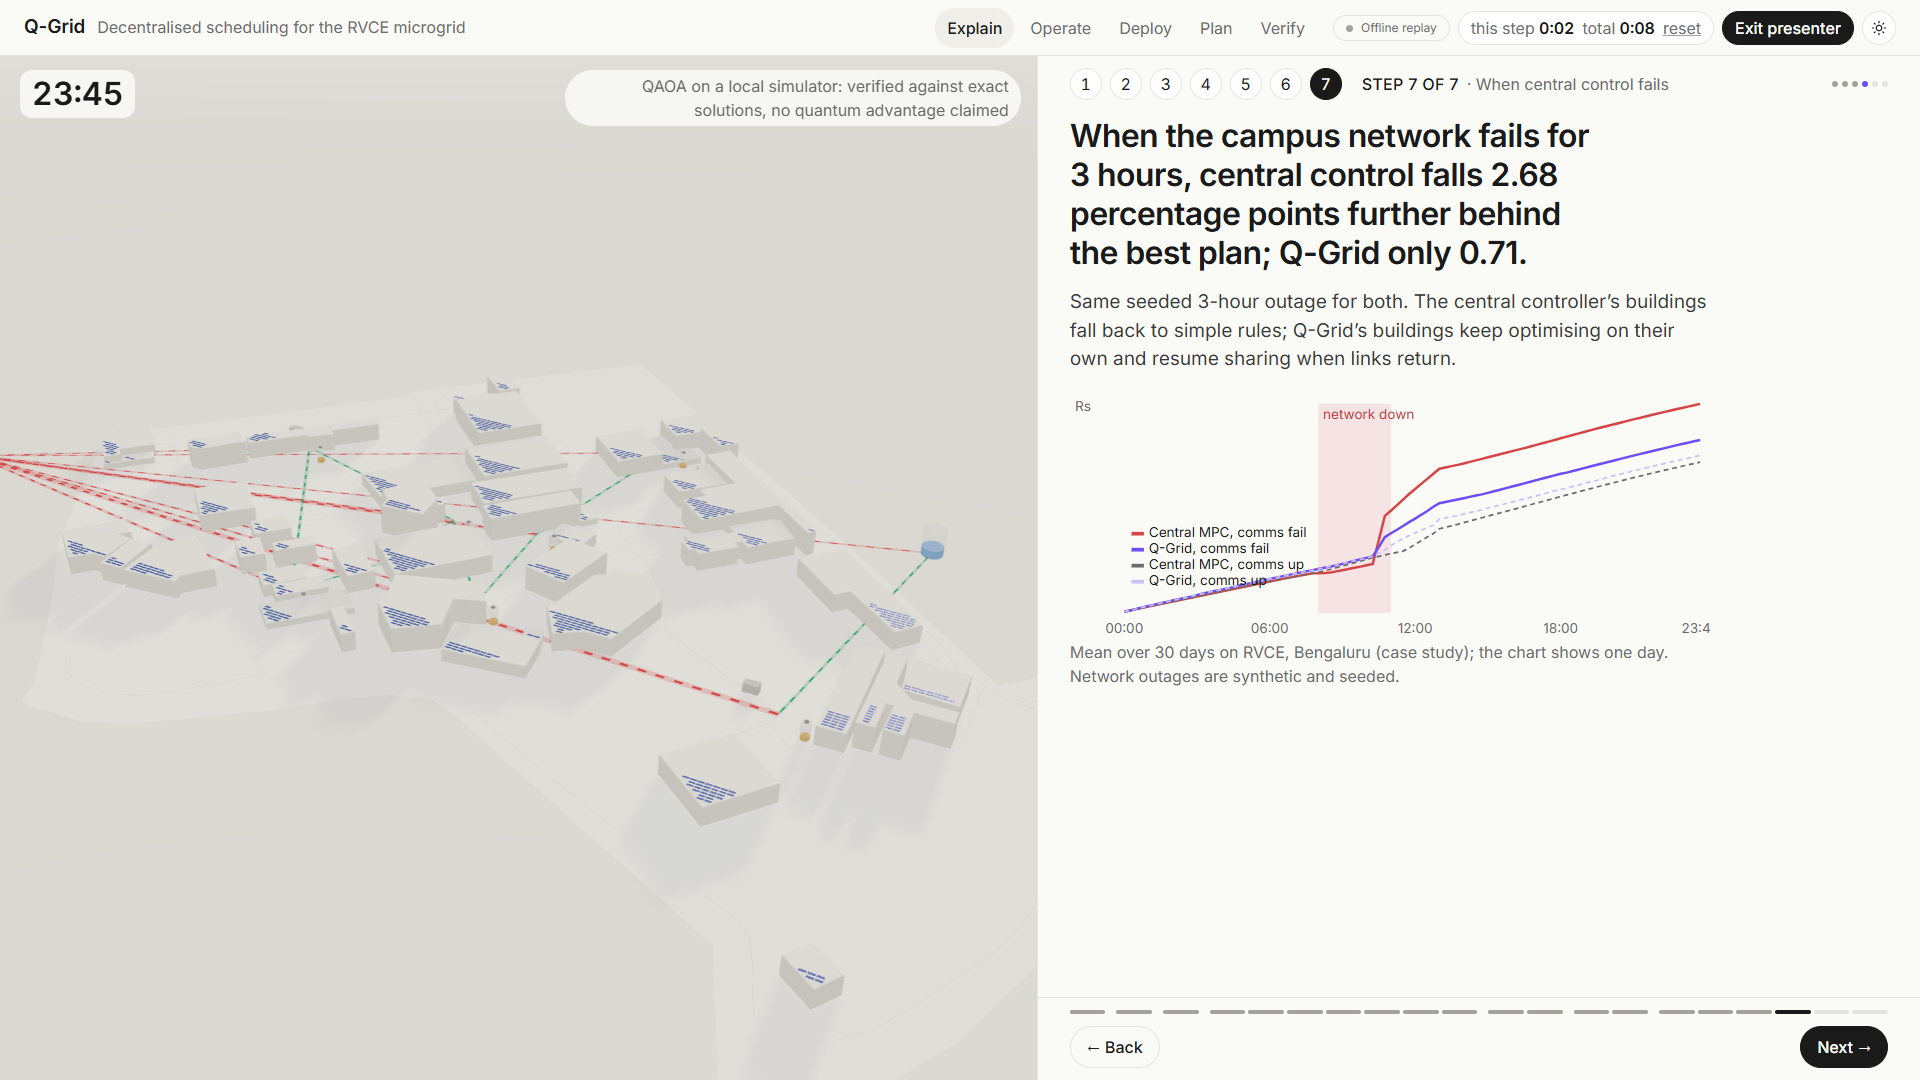 Q-Grid Decentralised scheduling for the RVCE microgrid
Explain Operate Deploy Plan Verify Offline replay this step 0:02 total 0:08 reset Exit presenter
23:45
QAOA on a local simulator: verified against exact
solutions, no quantum advantage claimed
1 2 3 4 5 6 7 STEP 7 OF 7 · When central control fails
When the campus network fails for
3 hours, central control falls 2.68
percentage points further behind
the best plan; Q-Grid only 0.71.
Same seeded 3-hour outage for both. The central controller’s buildings
fall back to simple rules; Q-Grid’s buildings keep optimising on their
own and resume sharing when links return.
Rs
network down
Central MPC, comms fail
Q-Grid, comms fail
Central MPC, comms up
Q-Grid, comms up
00:00 06:00 12:00 18:00 23:4
Mean over 30 days on RVCE, Bengaluru (case study); the chart shows one day.
Network outages are synthetic and seeded.
← Back
Next →